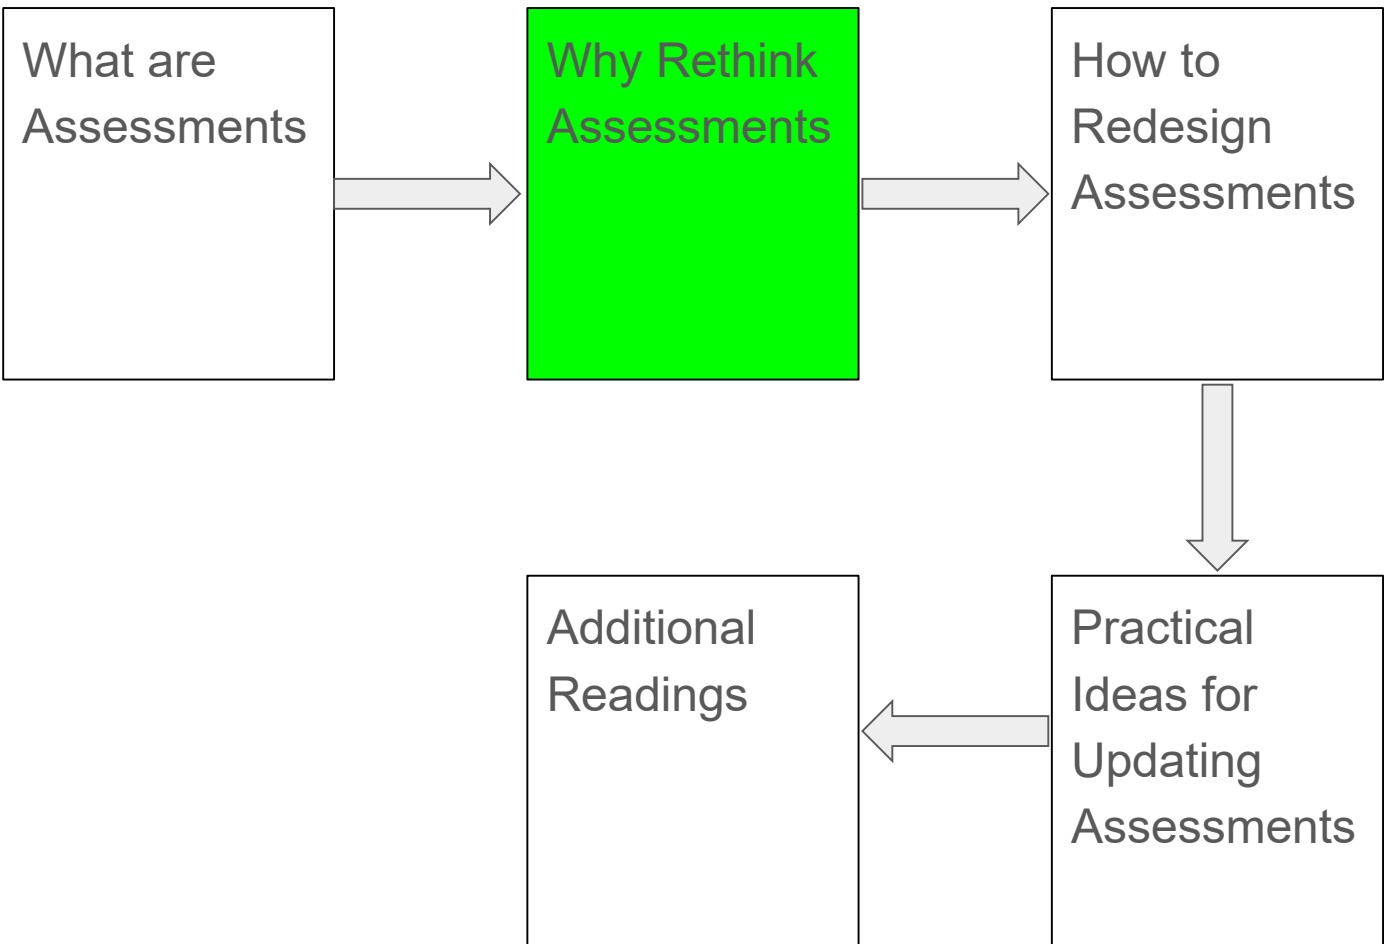 What are
Assessments
Why Rethink
Assessments
How to
Redesign
Assessments
Practical
Ideas for
Updating
Assessments
Additional
Readings